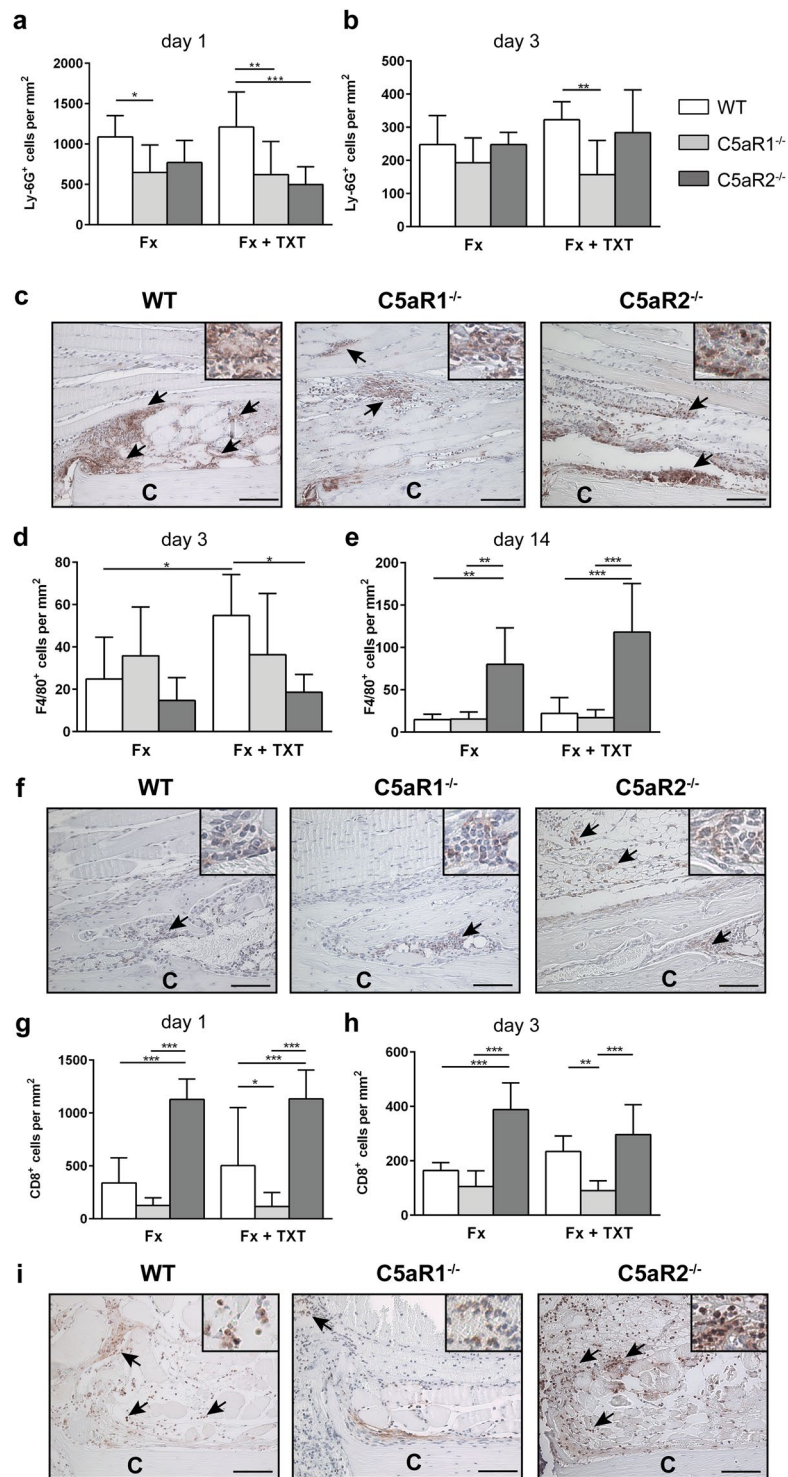 a
day 1
Ly-6G⁺ cells per mm²
2000
1500
1000
500
0
*
**
***
Fx
Fx + TXT
b
day 3
Ly-6G⁺ cells per mm²
500
400
300
200
100
0
**
Fx
Fx + TXT
WT
C5aR1⁻/⁻
C5aR2⁻/⁻
c
WT
C5aR1⁻/⁻
C5aR2⁻/⁻
C
C
C
d
day 3
F4/80⁺ cells per mm²
80
60
40
20
0
*
*
Fx
Fx + TXT
e
day 14
F4/80⁺ cells per mm²
200
150
100
50
0
**
**
***
***
Fx
Fx + TXT
f
WT
C5aR1⁻/⁻
C5aR2⁻/⁻
C
C
C
g
day 1
CD8⁺ cells per mm²
1500
1000
500
0
***
***
***
***
*
Fx
Fx + TXT
h
day 3
CD8⁺ cells per mm²
600
400
200
0
***
***
***
**
Fx
Fx + TXT
i
WT
C5aR1⁻/⁻
C5aR2⁻/⁻
C
C
C